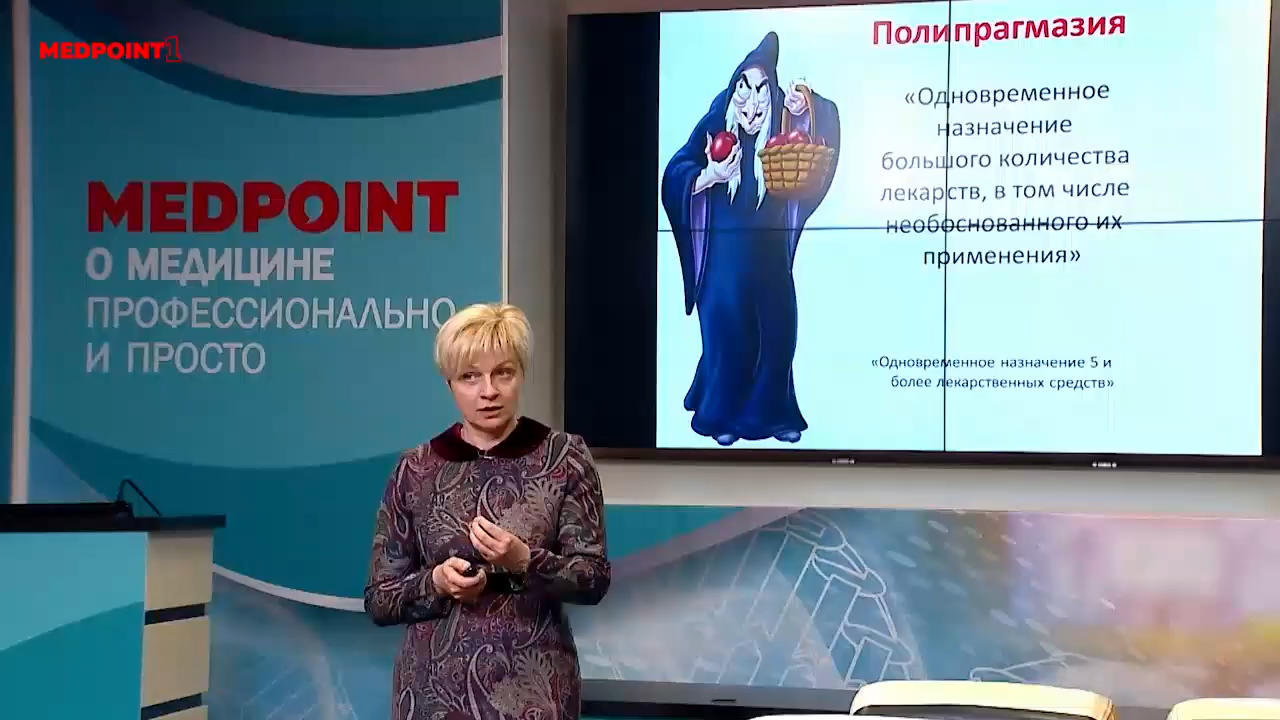 MEDPOINT1
MEDPOINT
О МЕДИЦИНЕ
ПРОФЕССИОНАЛЬНО
И ПРОСТО
Полипрагмазия
«Одновременное
назначение
большого количества
лекарств, в том числе
необоснованного их
применения»
«Одновременное назначение 5 и
более лекарственных средств»